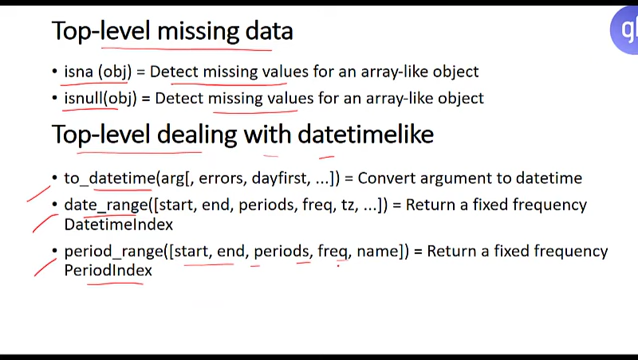 Top-level missing data
• isna (obj) = Detect missing values for an array-like object
• isnull(obj) = Detect missing values for an array-like object
Top-level dealing with datetimelike
• to_datetime(arg[, errors, dayfirst, ...]) = Convert argument to datetime
• date_range([start, end, periods, freq, tz, ...]) = Return a fixed frequency
DatetimeIndex
• period_range([start, end, periods, freq, name]) = Return a fixed frequency
PeriodIndex